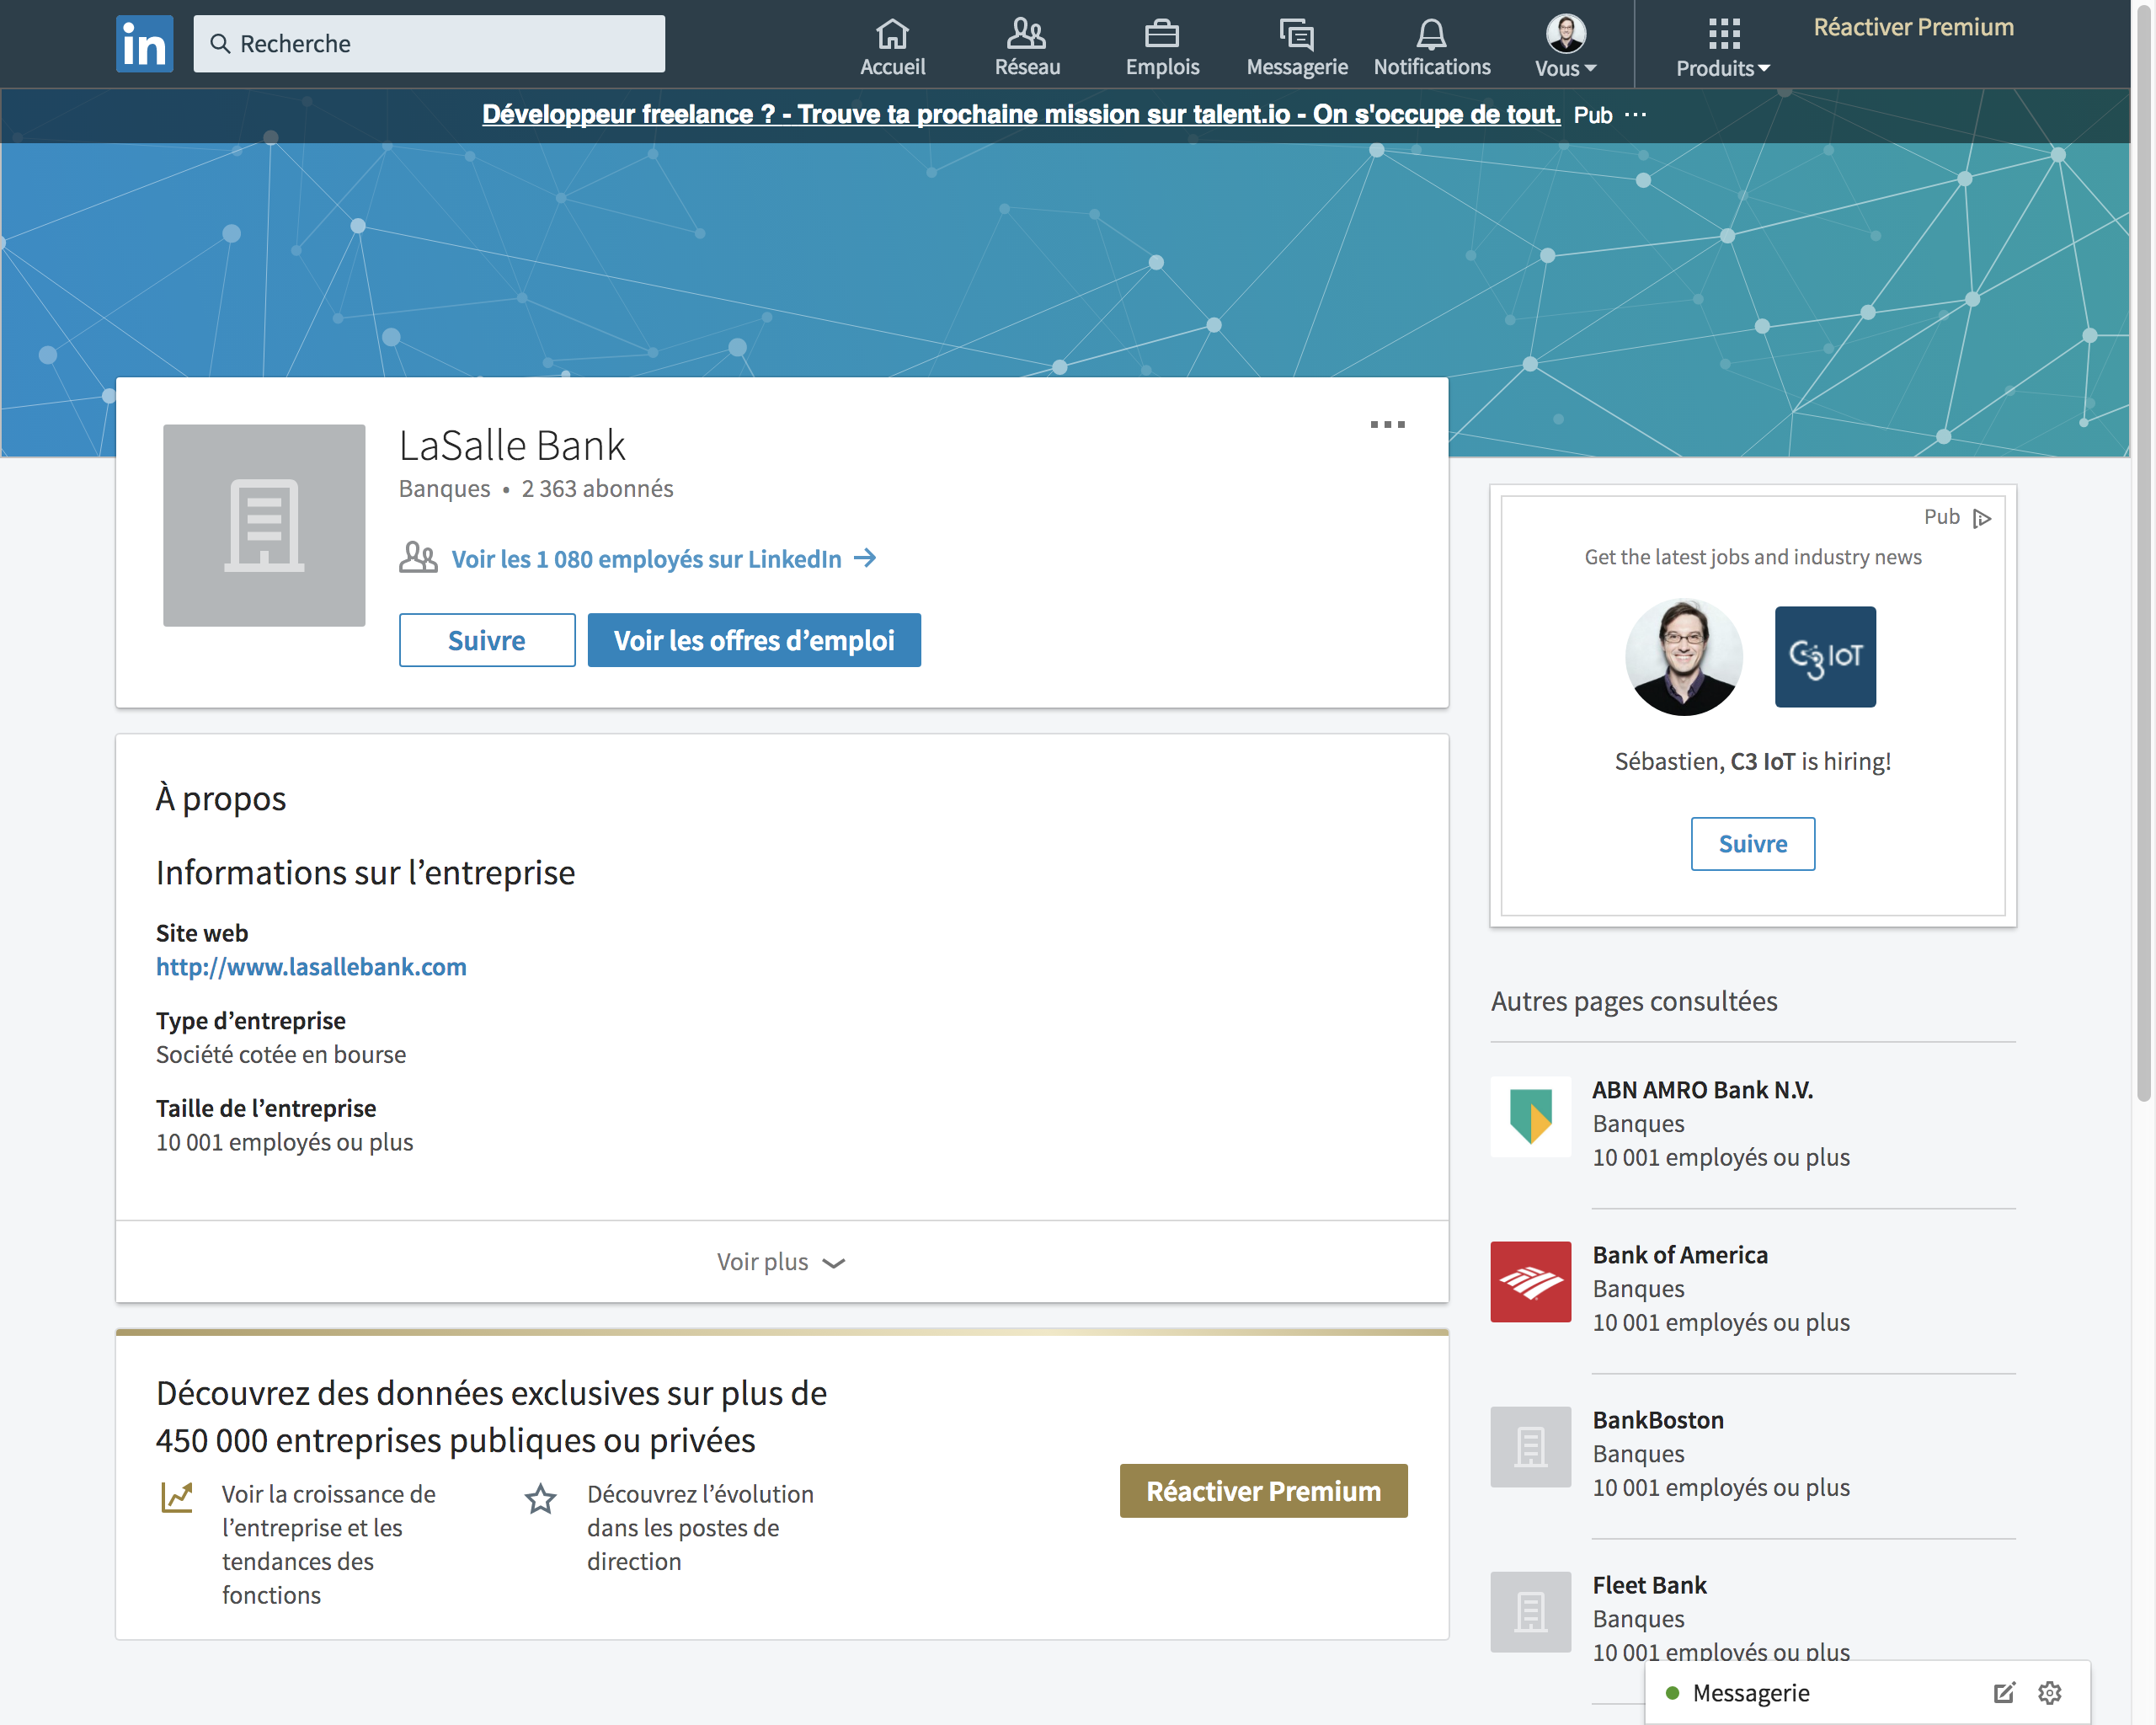 in
Recherche
Accueil
Réseau
Emplois
Messagerie
Notifications
Vous
Produits
Réactiver Premium
Développeur freelance ? - Trouve ta prochaine mission sur talent.io - On s'occupe de tout. Pub ···
LaSalle Bank
Banques • 2 363 abonnés
Voir les 1 080 employés sur LinkedIn →
Suivre
Voir les offres d’emploi
À propos
Informations sur l’entreprise
Site web
http://www.lasallebank.com
Type d’entreprise
Société cotée en bourse
Taille de l’entreprise
10 001 employés ou plus
Voir plus
Découvrez des données exclusives sur plus de
450 000 entreprises publiques ou privées
Voir la croissance de
l’entreprise et les
tendances des
fonctions
Découvrez l’évolution
dans les postes de
direction
Réactiver Premium
Pub
Get the latest jobs and industry news
C3 IoT
Sébastien, C3 IoT is hiring!
Suivre
Autres pages consultées
ABN AMRO Bank N.V.
Banques
10 001 employés ou plus
Bank of America
Banques
10 001 employés ou plus
BankBoston
Banques
10 001 employés ou plus
Fleet Bank
Banques
10 001 employés ou plus
Messagerie